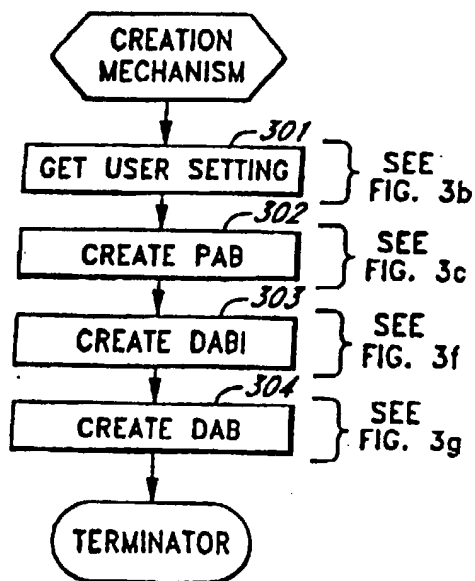 CREATION
MECHANISM
301
GET USER SETTING
SEE
FIG. 3b
302
CREATE PAB
SEE
FIG. 3c
303
CREATE DABI
SEE
FIG. 3f
304
CREATE DAB
SEE
FIG. 3g
TERMINATOR